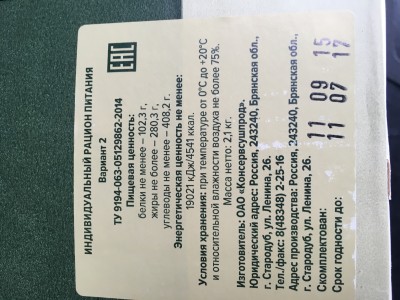 EAC
ИНДИВИДУАЛЬНЫЙ РАЦИОН ПИТАНИЯ
Вариант 2
ТУ 9194-063-05129862-2014
Пищевая ценность:
белки не менее – 102,3 г,
жиры не более – 280,3 г,
углеводы не менее – 408,2 г.
Энергетическая ценность не менее:
19021 кДж/4541 ккал.
Условия хранения: при температуре от 0°С до +20°С
и относительной влажности воздуха не более 75%.
Масса нетто: 2,1 кг.
Изготовитель: ОАО «Консервсушпрод».
Юридический адрес: Россия, 243240, Брянская обл.,
г. Стародуб, ул. Ленина, 26.
Тел./факс: 8(48348) 2-25-16
Адрес производства: Россия, 243240, Брянская обл.,
г. Стародуб, ул. Ленина, 26.
Скомплектован: 11 09 15
Срок годности до: 11 07 17